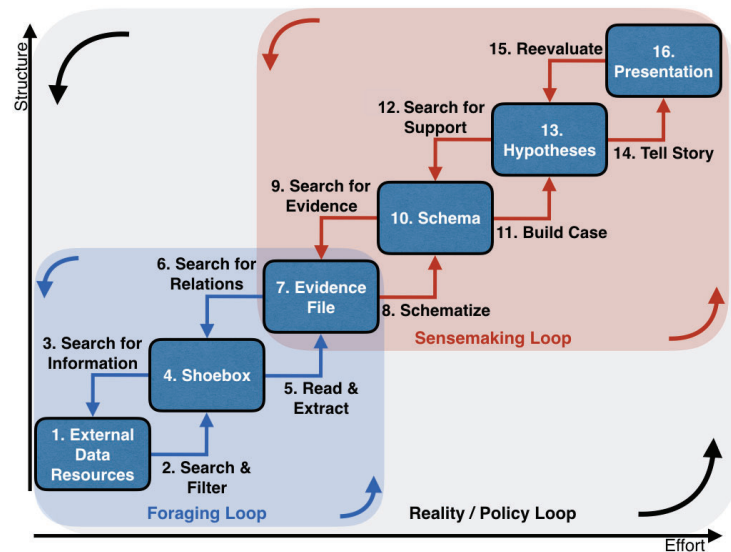 Structure
15. Reevaluate
16.
Presentation
12. Search for
Support
13.
Hypotheses
14. Tell Story
9. Search for
Evidence
10. Schema
11. Build Case
6. Search for
Relations
7. Evidence
File
8. Schematize
Sensemaking Loop
3. Search for
Information
4. Shoebox
5. Read &
Extract
1. External
Data
Resources
2. Search &
Filter
Foraging Loop
Reality / Policy Loop
Effort